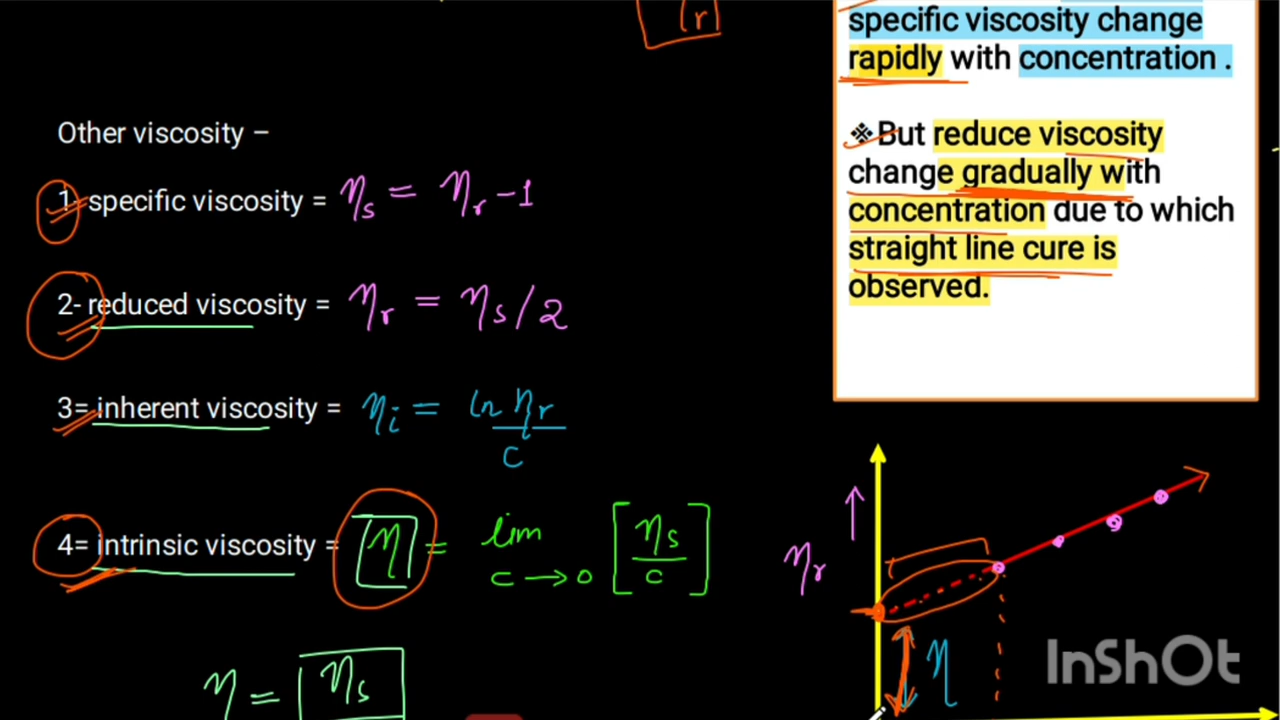 (r)
specific viscosity change
rapidly with concentration .
❖But reduce viscosity
change gradually with
concentration due to which
straight line cure is
observed.
Other viscosity –
1- specific viscosity = ηs = ηr -1
2- reduced viscosity = ηr = ηs/2
3= inherent viscosity = ηi = ln ηr / c
4= intrinsic viscosity = [η] = lim c→0 [ηs/c]
η = ηs
ηr
η
InShOt